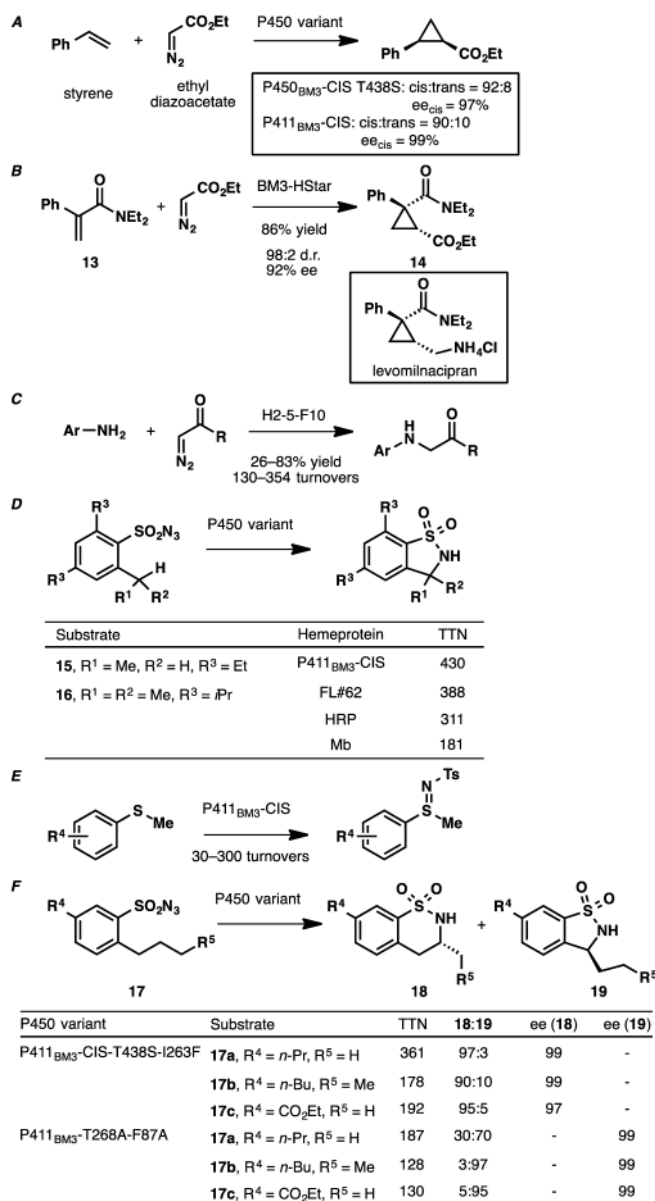 A
Ph
+
CO2Et
N2
P450 variant
Ph
CO2Et
styrene
ethyl
diazoacetate
P450BM3-CIS T438S: cis:trans = 92:8
eecis = 97%
P411BM3-CIS: cis:trans = 90:10
eecis = 99%
B
Ph
O
NEt2
+
CO2Et
N2
BM3-HStar
86% yield
98:2 d.r.
92% ee
Ph
O
NEt2
CO2Et
13
14
Ph
O
NEt2
NH4Cl
levomilnacipran
C
Ar
NH2
+
O
R
N2
H2-5-F10
26–83% yield
130–354 turnovers
Ar
H
N
O
R
D
R3
SO2N3
R3
H
R1
R2
P450 variant
R3
O
O
S
NH
R3
R1
R2
Substrate Hemeprotein TTN
15, R1 = Me, R2 = H, R3 = Et P411BM3-CIS 430
16, R1 = R2 = Me, R3 = iPr FL#62 388
HRP 311
Mb 181
E
R4
S
Me
P411BM3-CIS
30–300 turnovers
N
Ts
S
Me
R4
F
R4
SO2N3
R5
P450 variant
R4
O
O
S
NH
R5
+
R4
O
O
S
NH
R5
17
18
19
P450 variant Substrate TTN 18:19 ee (18) ee (19)
P411BM3-CIS-T438S-I263F 17a, R4 = n-Pr, R5 = H 361 97:3 99 -
17b, R4 = n-Bu, R5 = Me 178 90:10 99 -
17c, R4 = CO2Et, R5 = H 192 95:5 97 -
P411BM3-T268A-F87A 17a, R4 = n-Pr, R5 = H 187 30:70 - 99
17b, R4 = n-Bu, R5 = Me 128 3:97 - 99
17c, R4 = CO2Et, R5 = H 130 5:95 - 99